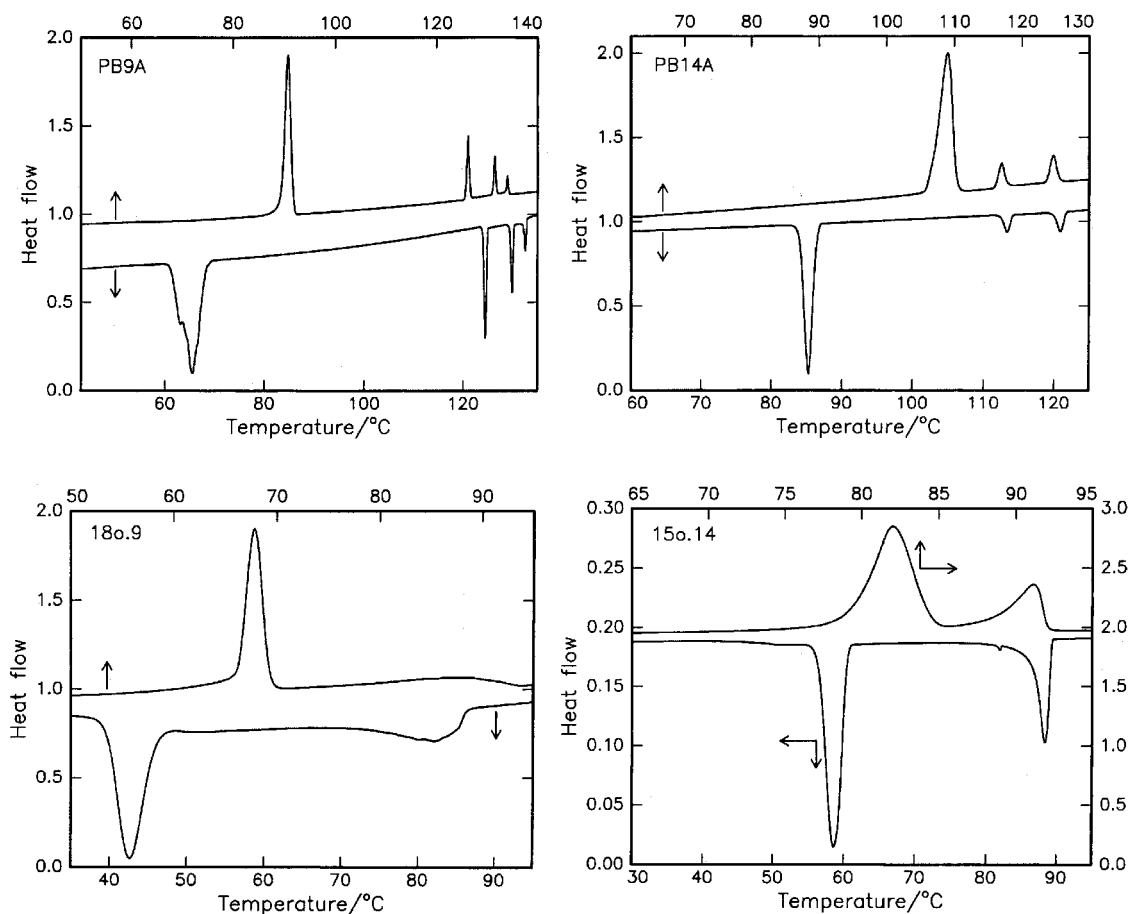 60 80 100 120 140
70 80 90 100 110 120 130
2.0
PB9A
1.5
1.0
0.5
0.0
Heat flow
60 80 100 120
Temperature/°C
2.0
PB14A
1.5
1.0
0.5
0.0
Heat flow
60 70 80 90 100 110 120
Temperature/°C
50 60 70 80 90
65 70 75 80 85 90 95
2.0
18o.9
1.5
1.0
0.5
0.0
Heat flow
40 50 60 70 80 90
Temperature/°C
0.30
15o.14
0.25
0.20
0.15
0.10
0.05
0.00
Heat flow
3.0
2.5
2.0
1.5
1.0
0.5
0.0
30 40 50 60 70 80 90
Temperature/°C